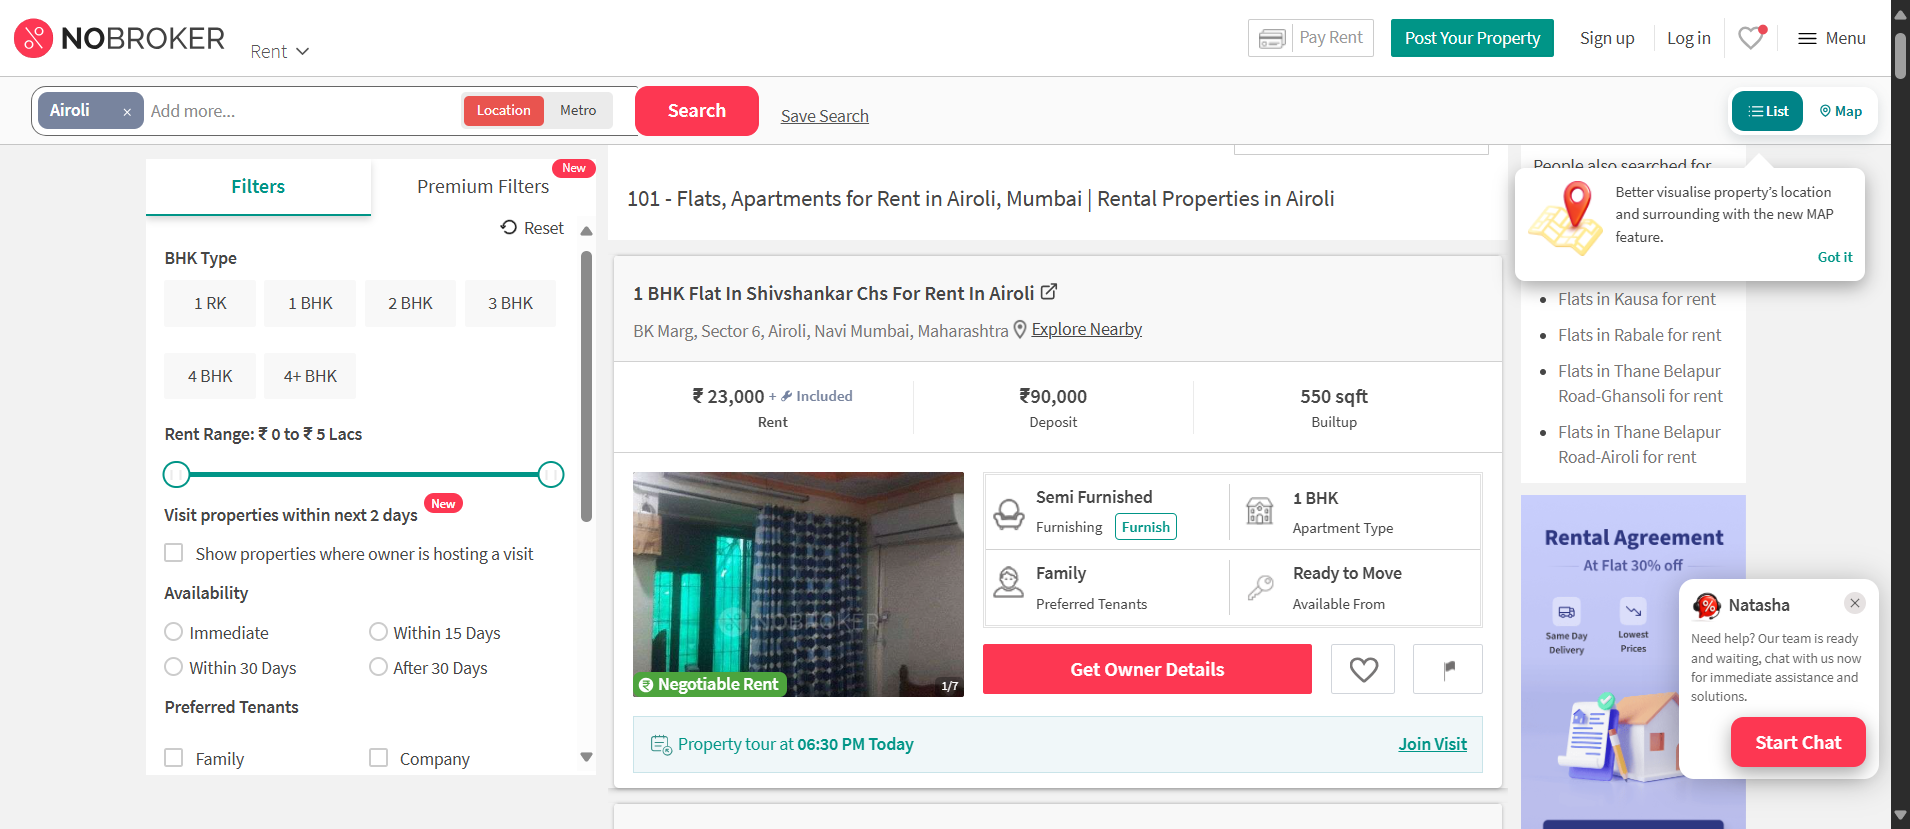 NOBROKER
Rent
Pay Rent
Post Your Property
Sign up
Log in
Menu
Airoli ×
Add more...
Location
Metro
Search
Save Search
List
Map
Filters
Premium Filters
New
Reset
BHK Type
1 RK
1 BHK
2 BHK
3 BHK
4 BHK
4+ BHK
Rent Range: ₹ 0 to ₹ 5 Lacs
Visit properties within next 2 days
New
Show properties where owner is hosting a visit
Availability
Immediate
Within 15 Days
Within 30 Days
After 30 Days
Preferred Tenants
Family
Company
101 - Flats, Apartments for Rent in Airoli, Mumbai | Rental Properties in Airoli
1 BHK Flat In Shivshankar Chs For Rent In Airoli
BK Marg, Sector 6, Airoli, Navi Mumbai, Maharashtra
Explore Nearby
₹ 23,000 + Included
Rent
₹90,000
Deposit
550 sqft
Builtup
NOBROKER
Negotiable Rent
1/7
Semi Furnished
Furnishing
Furnish
1 BHK
Apartment Type
Family
Preferred Tenants
Ready to Move
Available From
Get Owner Details
Property tour at 06:30 PM Today
Join Visit
People also searched for
Better visualise property's location
and surrounding with the new MAP
feature.
Got it
Flats in Kausa for rent
Flats in Rabale for rent
Flats in Thane Belapur
Road-Ghansoli for rent
Flats in Thane Belapur
Road-Airoli for rent
Rental Agreement
At Flat 30% off
Same Day
Delivery
Lowest
Prices
Natasha
Need help? Our team is ready
and waiting, chat with us now
for immediate assistance and
solutions.
Start Chat